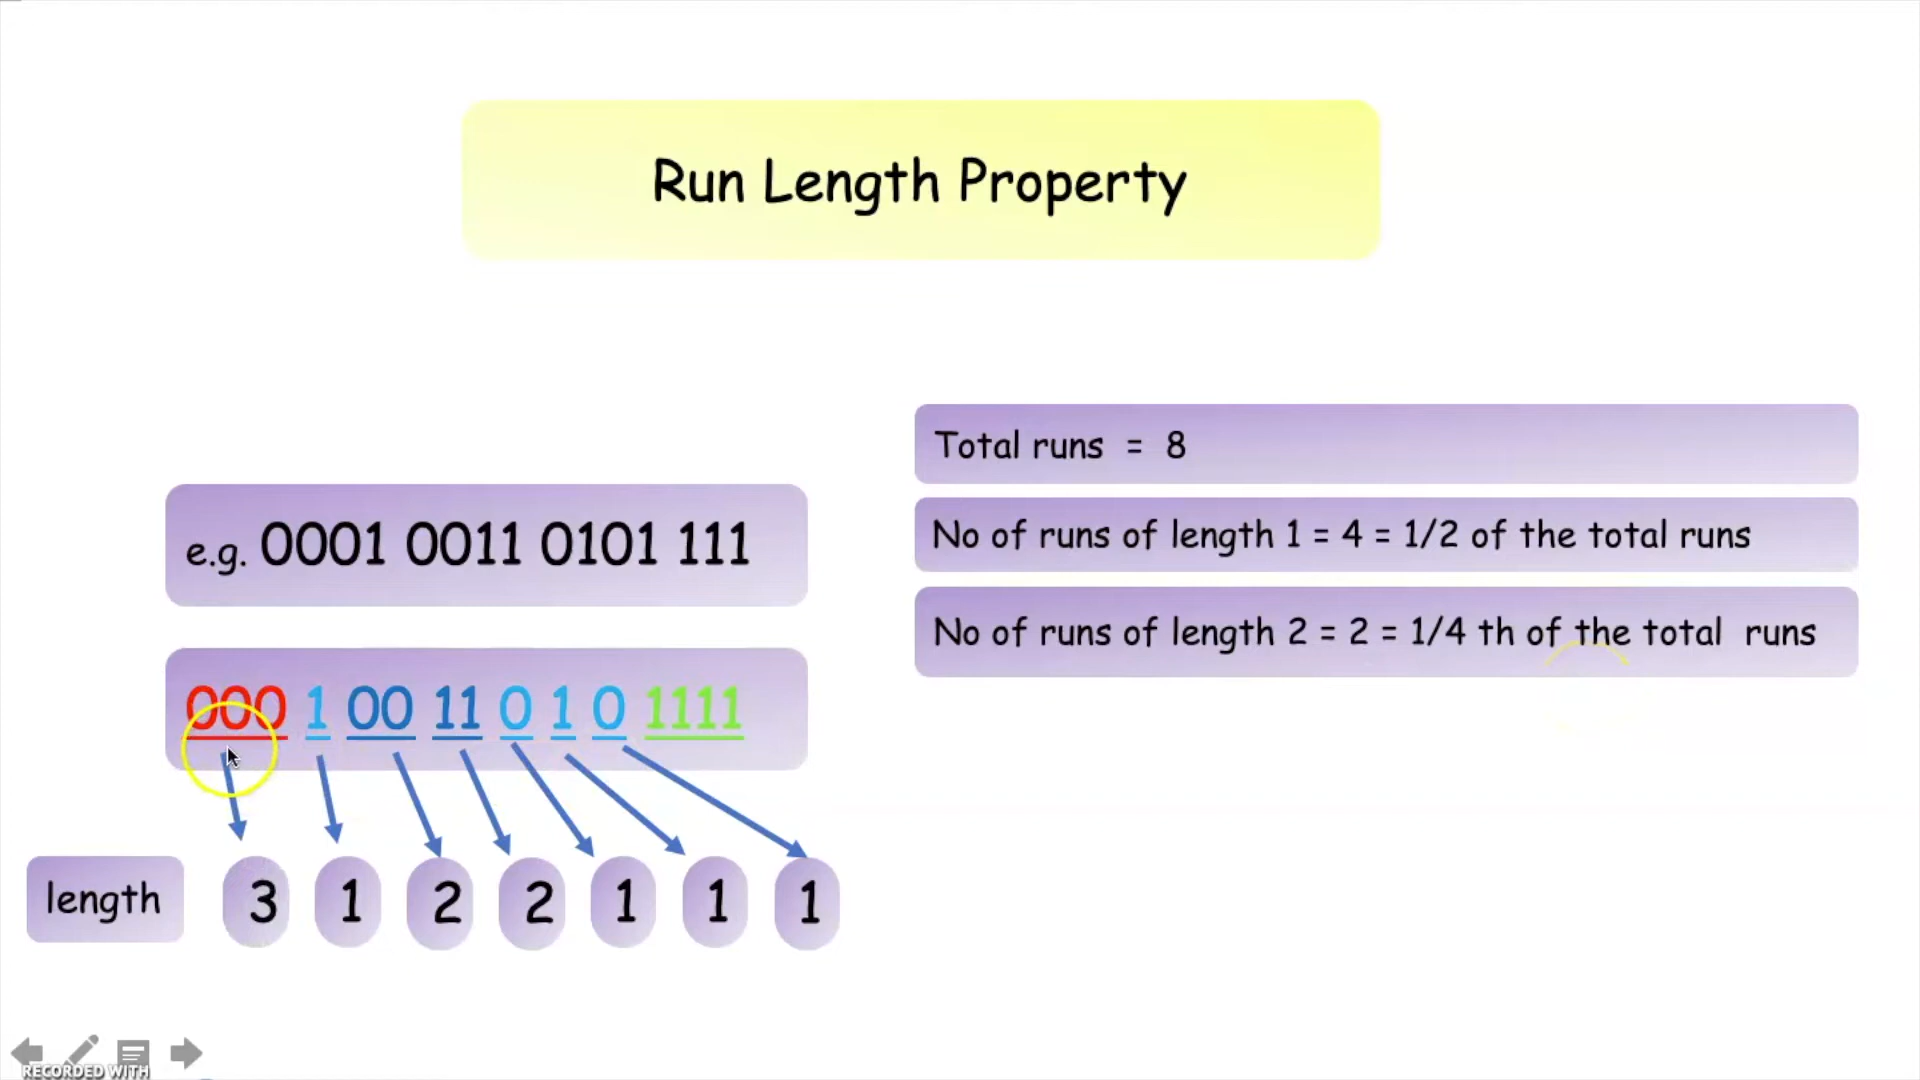 Run Length Property
e.g. 0001 0011 0101 111
000 1 00 11 0 1 0 1111
length 3 1 2 2 1 1 1
Total runs = 8
No of runs of length 1 = 4 = 1/2 of the total runs
No of runs of length 2 = 2 = 1/4 th of the total runs
RECORDED WITH